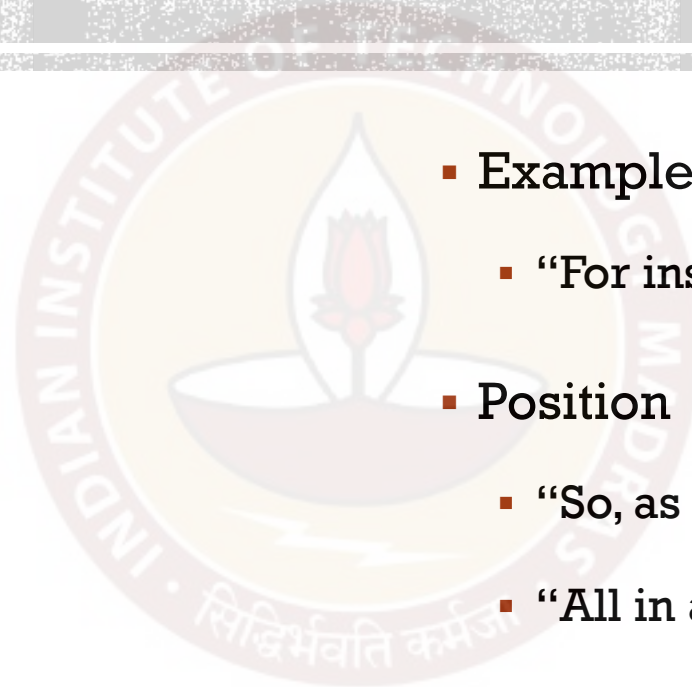 INDIAN INSTITUTE OF TECHNOLOGY MADRAS
सिद्धिर्भवति कर्मजा
▪ Example
▪ “For ins
▪ Position
▪ “So, as
▪ “All in a